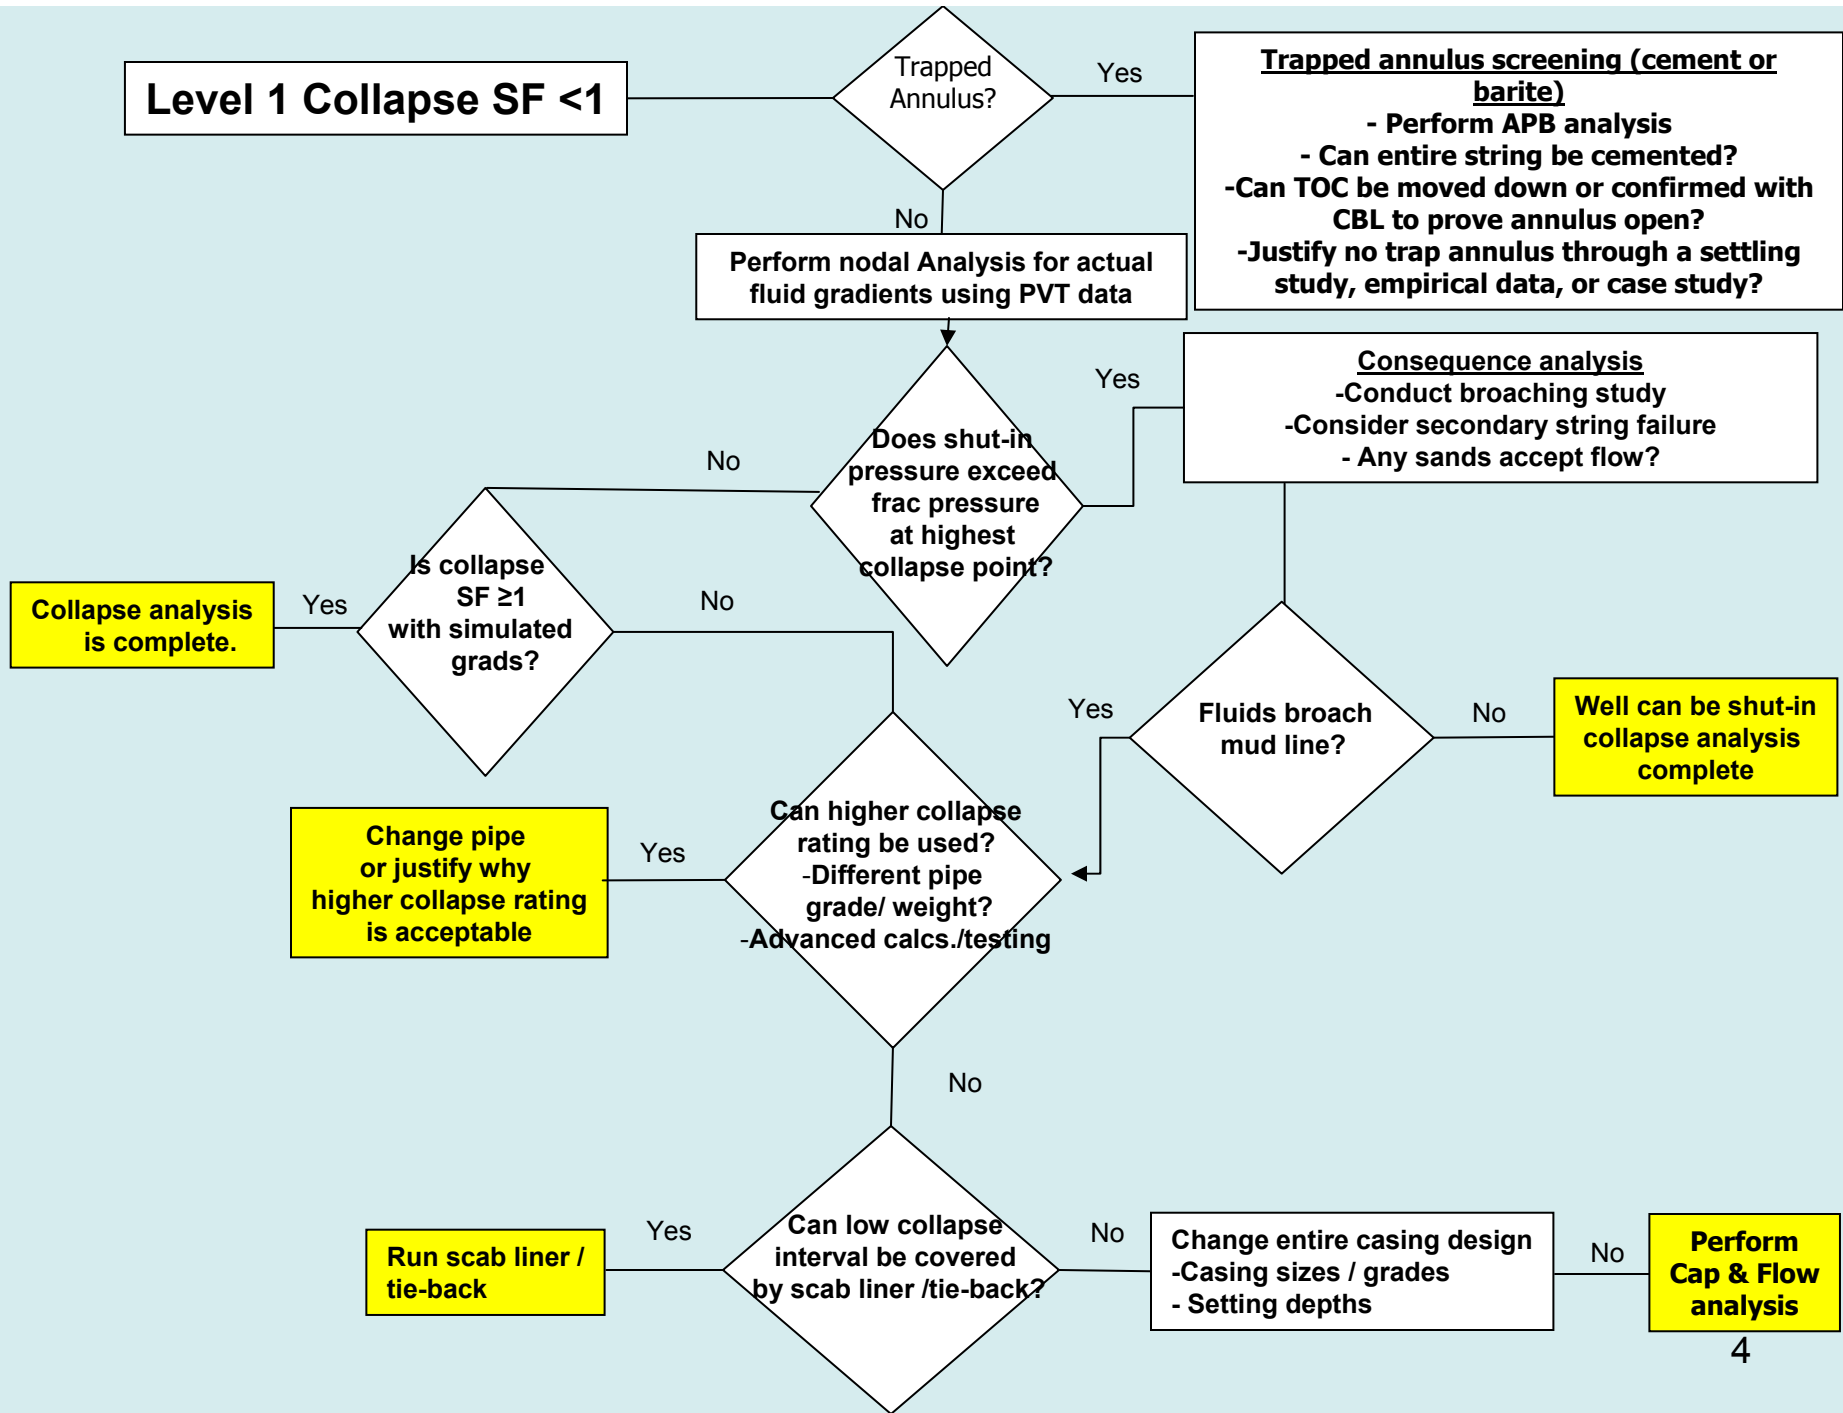 Level 1 Collapse SF <1
Trapped
Annulus?
Yes
Trapped annulus screening (cement or
barite)
- Perform APB analysis
- Can entire string be cemented?
-Can TOC be moved down or confirmed with
CBL to prove annulus open?
-Justify no trap annulus through a settling
study, empirical data, or case study?
No
Perform nodal Analysis for actual
fluid gradients using PVT data
Does shut-in
pressure exceed
frac pressure
at highest
collapse point?
Yes
Consequence analysis
-Conduct broaching study
-Consider secondary string failure
- Any sands accept flow?
No
Is collapse
SF ≥1
with simulated
grads?
Yes
Collapse analysis
is complete.
No
Fluids broach
mud line?
Yes
No
Well can be shut-in
collapse analysis
complete
Can higher collapse
rating be used?
-Different pipe
grade/ weight?
-Advanced calcs./testing
Yes
Change pipe
or justify why
higher collapse rating
is acceptable
No
Can low collapse
interval be covered
by scab liner /tie-back?
Yes
Run scab liner /
tie-back
No
Change entire casing design
-Casing sizes / grades
- Setting depths
No
Perform
Cap & Flow
analysis
4